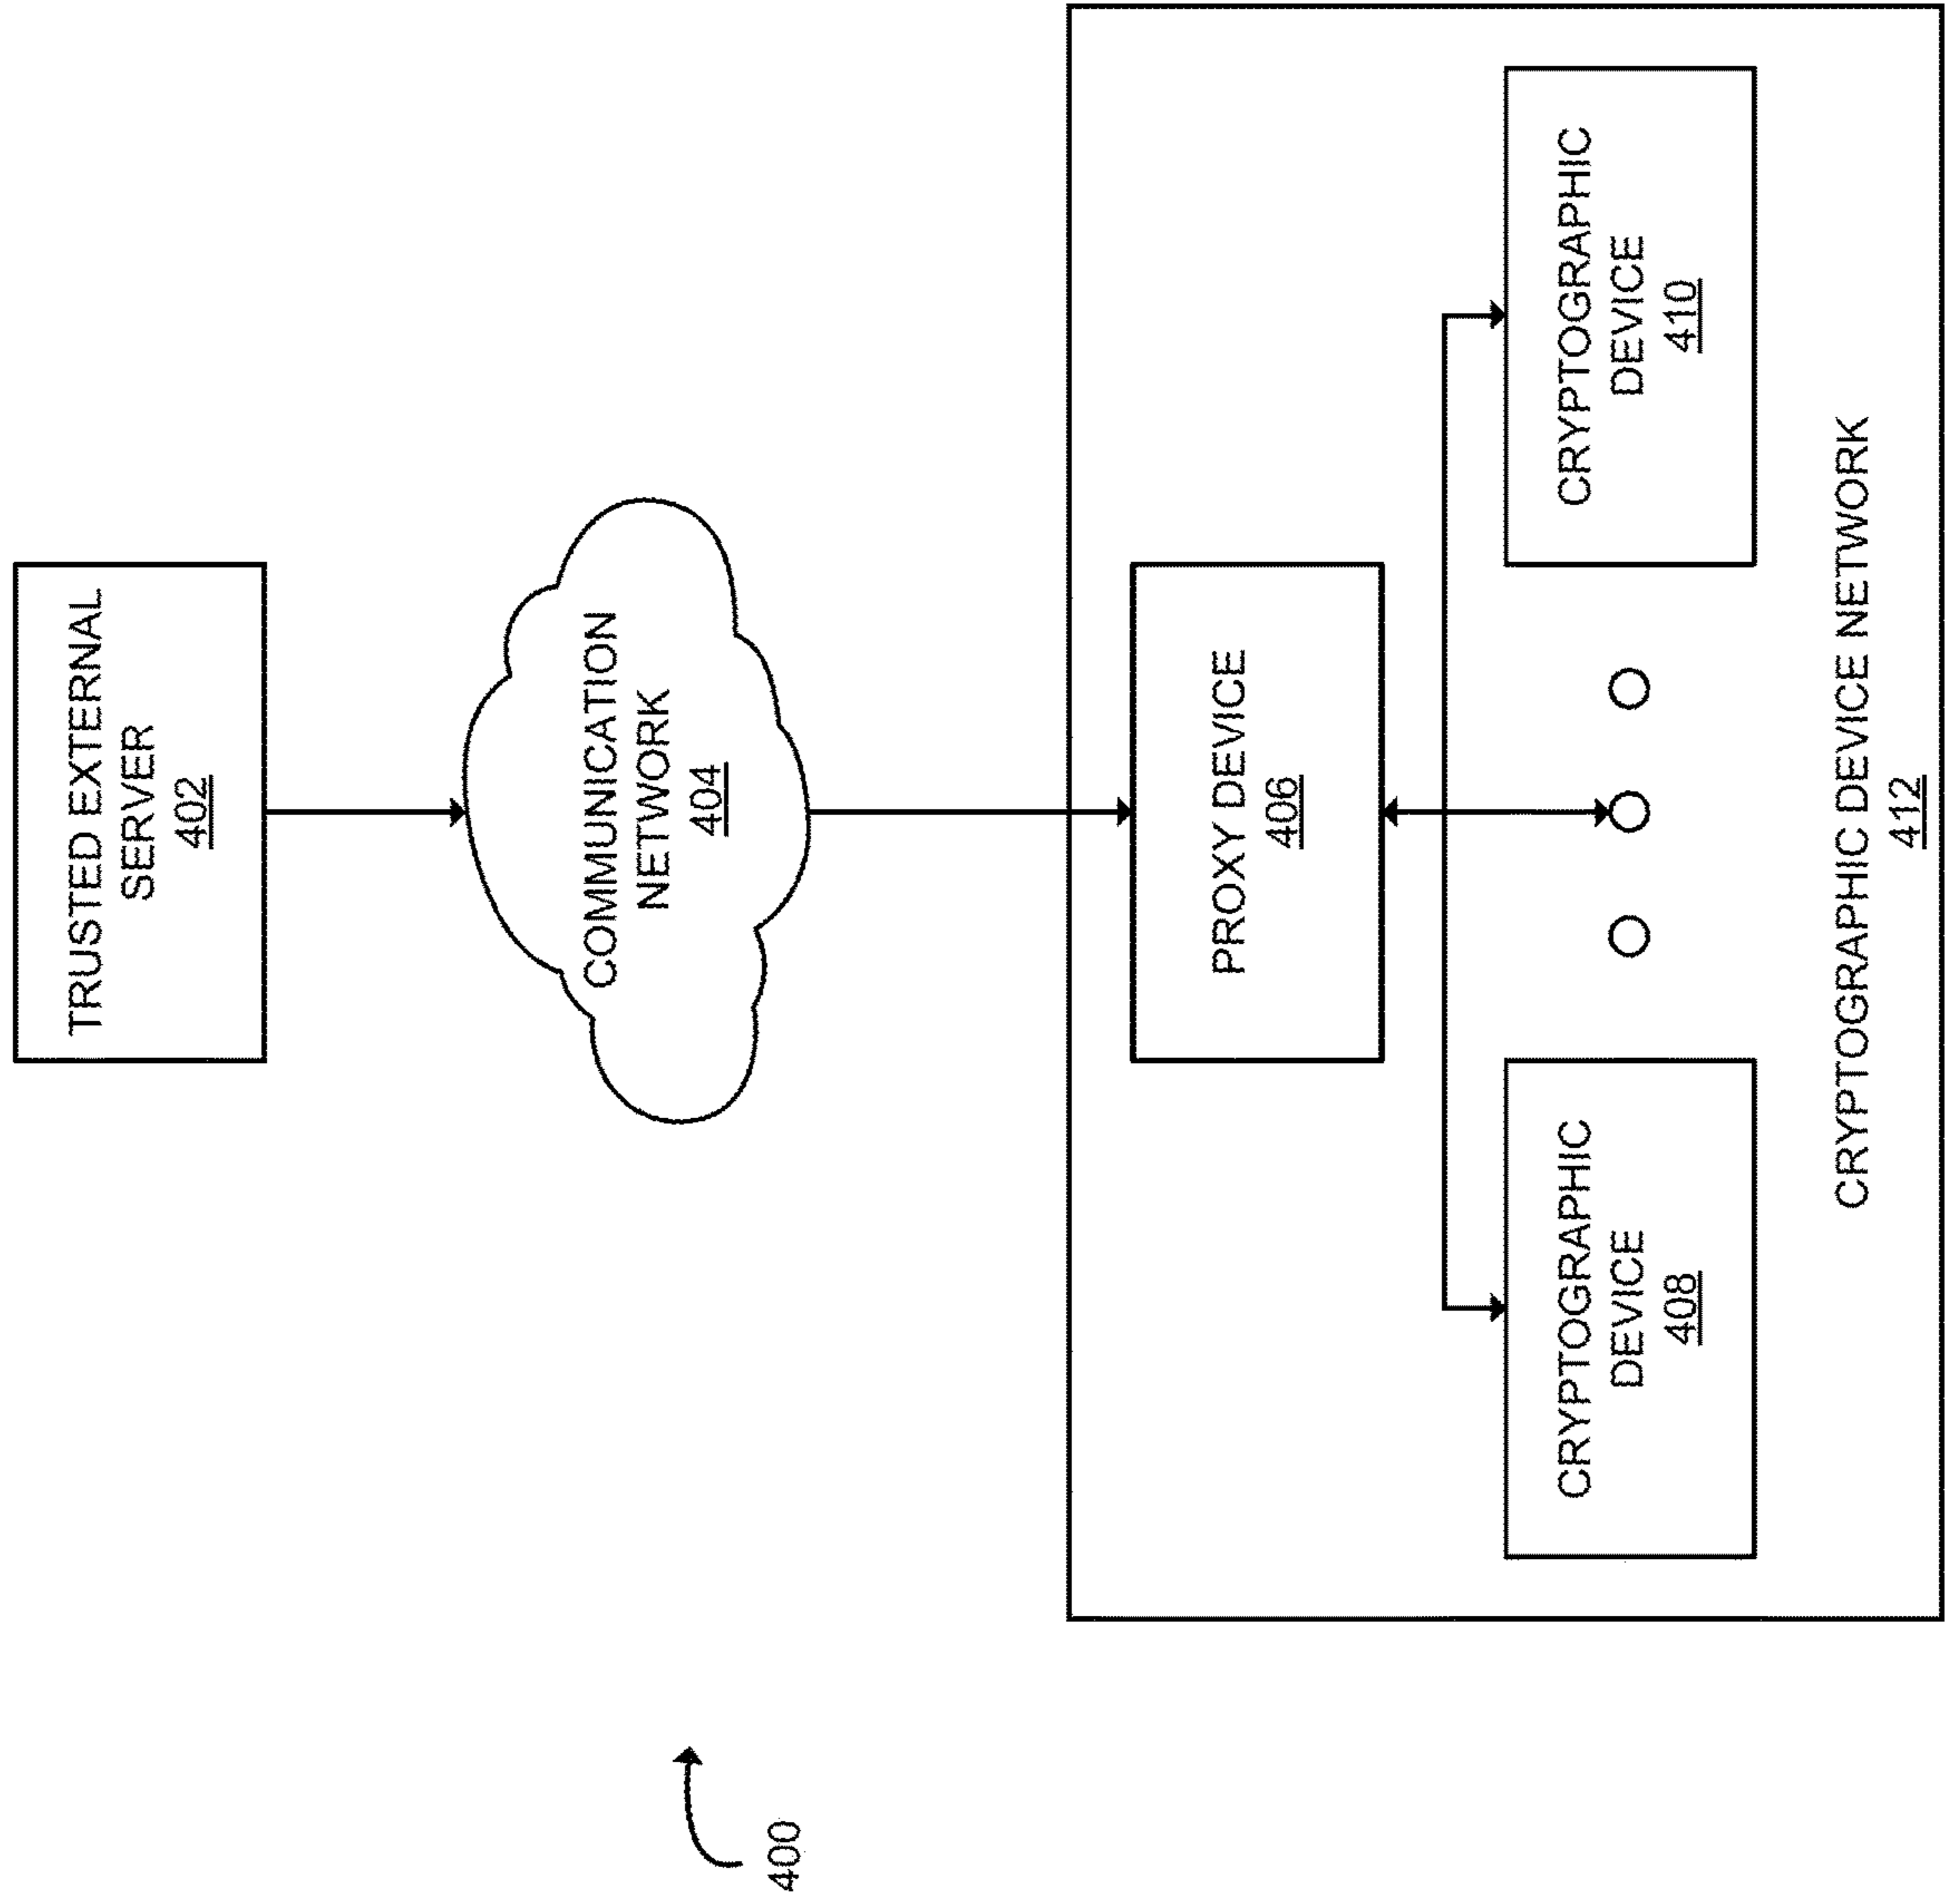 400
TRUSTED EXTERNAL
SERVER
402
COMMUNICATION
NETWORK
404
PROXY DEVICE
406
CRYPTOGRAPHIC
DEVICE
408
CRYPTOGRAPHIC
DEVICE
410
CRYPTOGRAPHIC DEVICE NETWORK
412